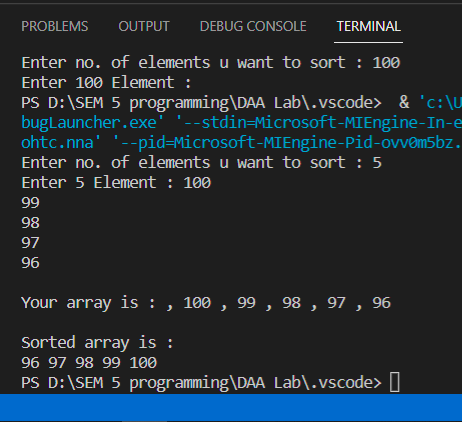 PROBLEMS OUTPUT DEBUG CONSOLE TERMINAL
Enter no. of elements u want to sort : 100
Enter 100 Element :
PS D:\SEM 5 programming\DAA Lab\.vscode> & 'c:\U
bugLauncher.exe' '--stdin=Microsoft-MIEngine-In-e
ohtc.nna' '--pid=Microsoft-MIEngine-Pid-ovv0m5bz.
Enter no. of elements u want to sort : 5
Enter 5 Element : 100
99
98
97
96
Your array is : , 100 , 99 , 98 , 97 , 96
Sorted array is :
96 97 98 99 100
PS D:\SEM 5 programming\DAA Lab\.vscode>